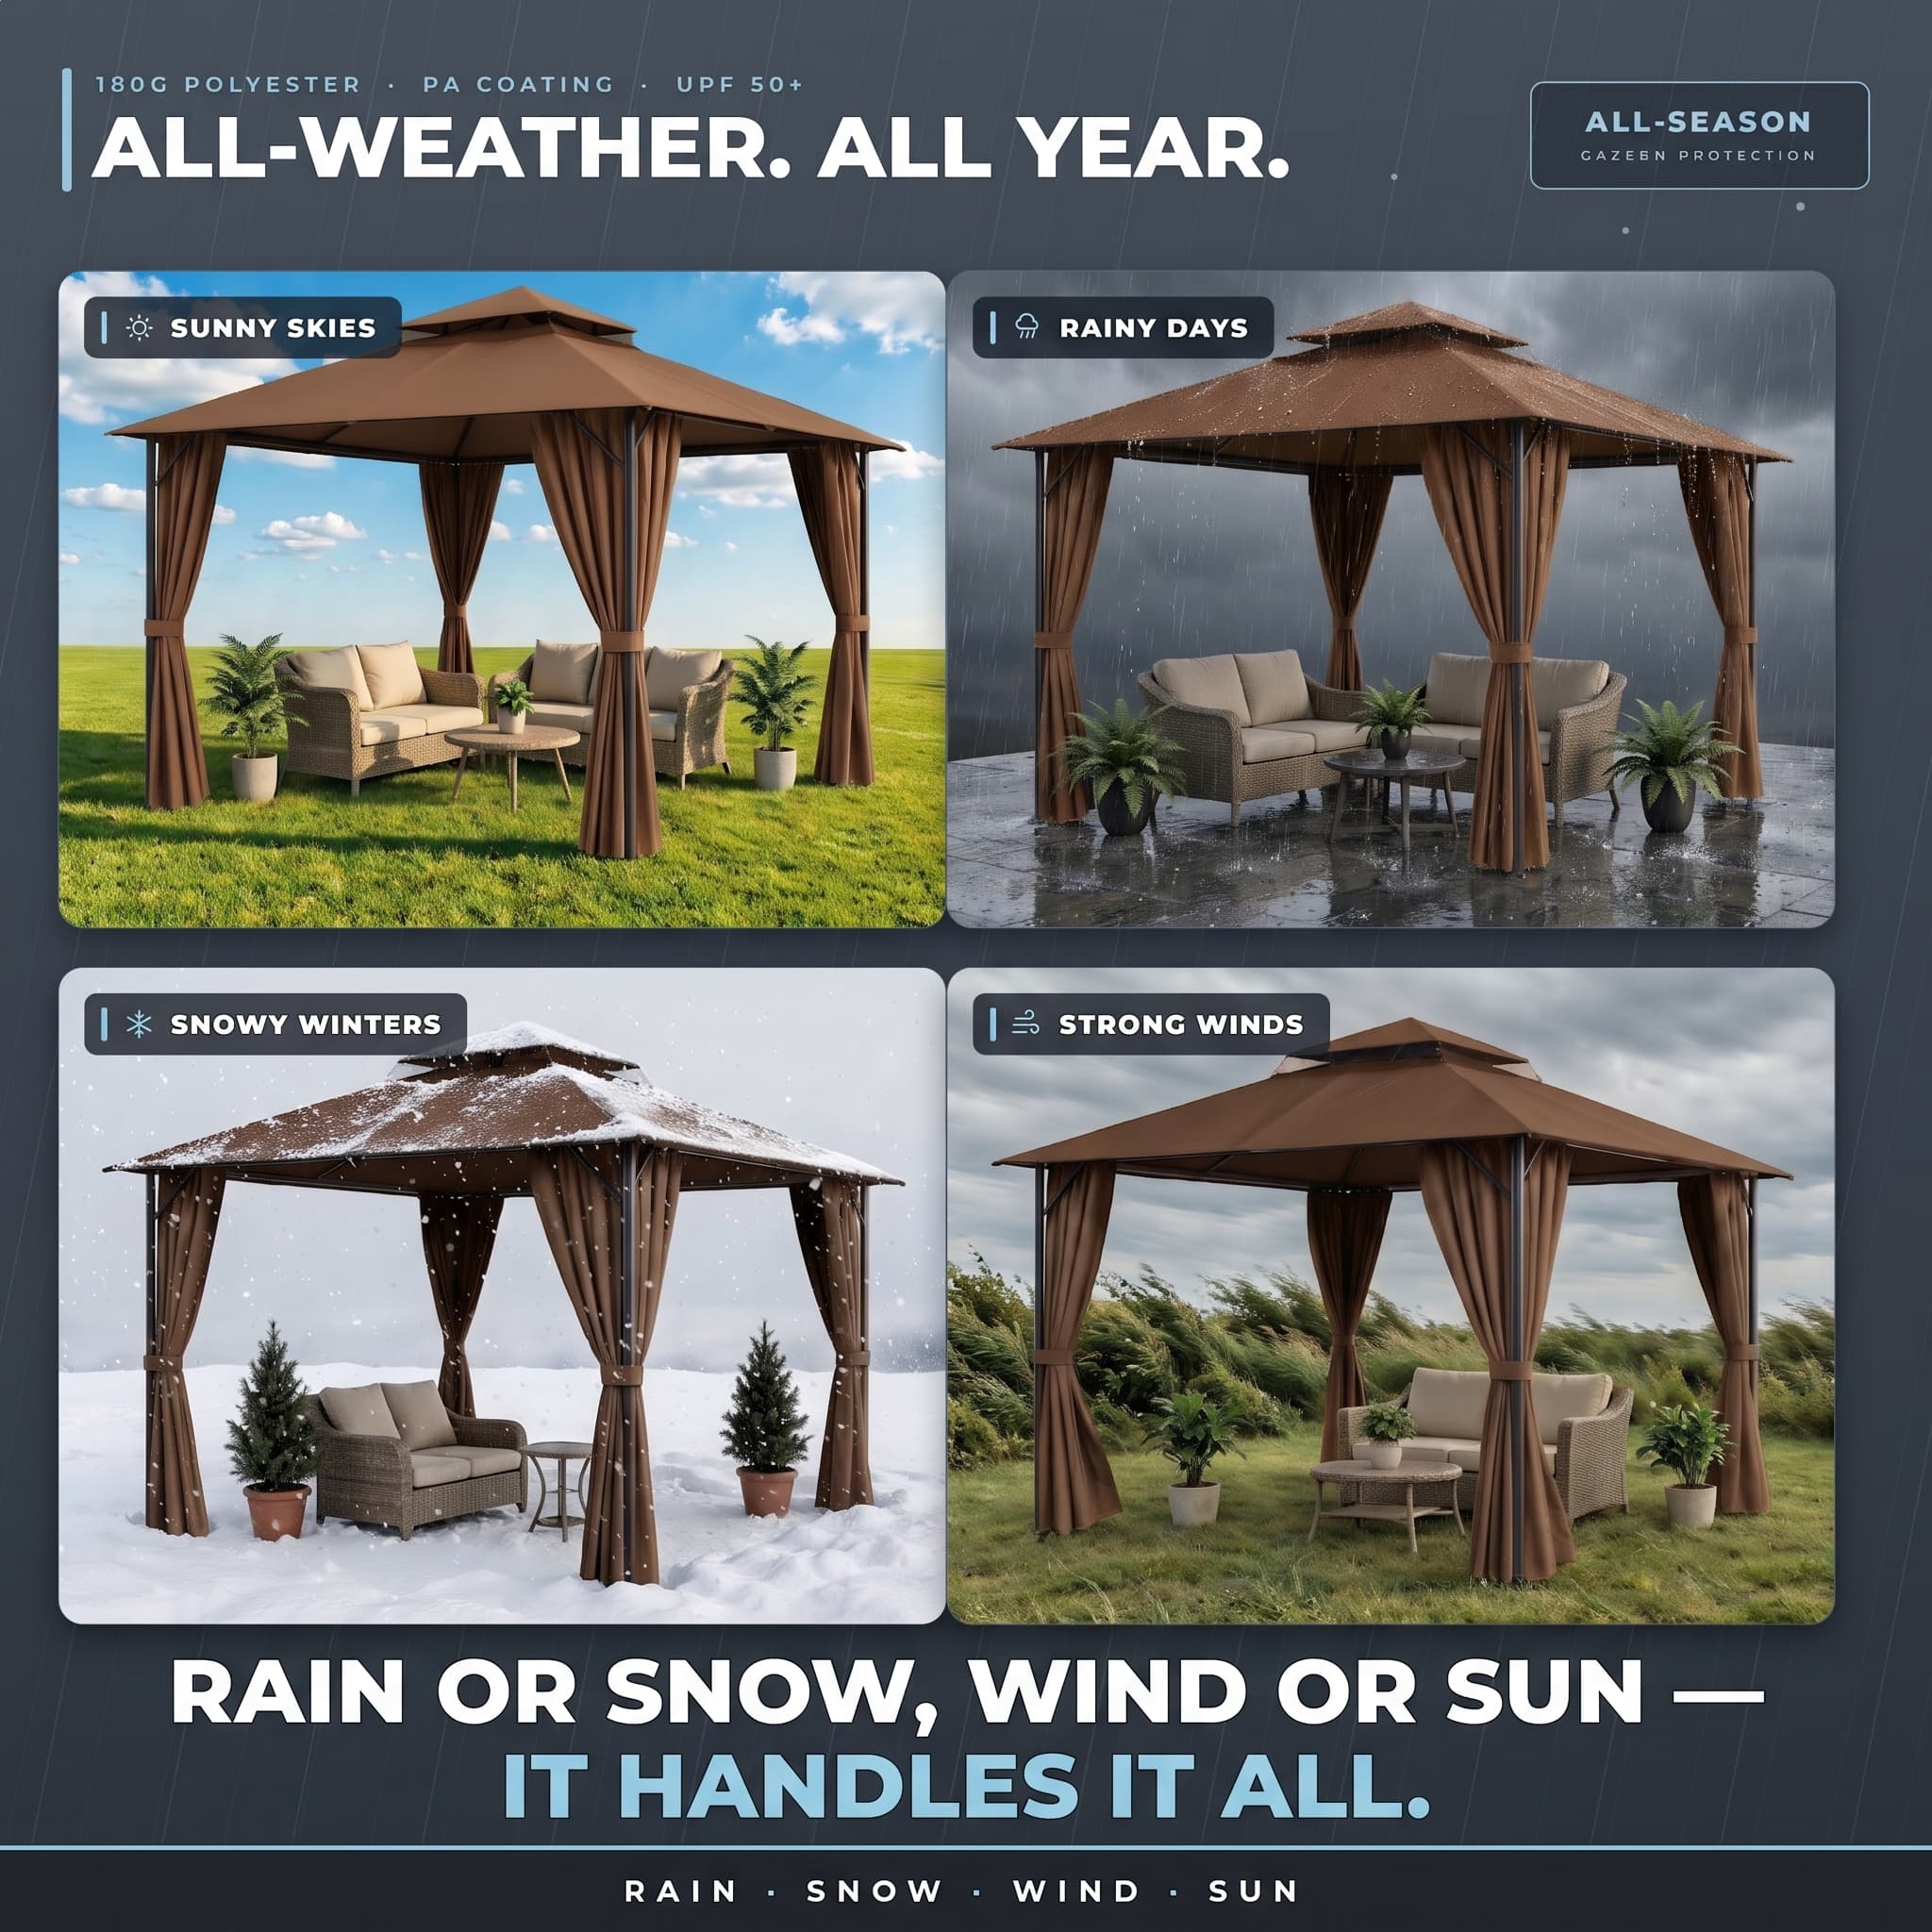 180G POLYESTER · PA COATING · UPF 50+
ALL-WEATHER. ALL YEAR.
ALL-SEASON
GAZEBN PROTECTION
SUNNY SKIES
RAINY DAYS
SNOWY WINTERS
STRONG WINDS
RAIN OR SNOW, WIND OR SUN —
IT HANDLES IT ALL.
RAIN · SNOW · WIND · SUN